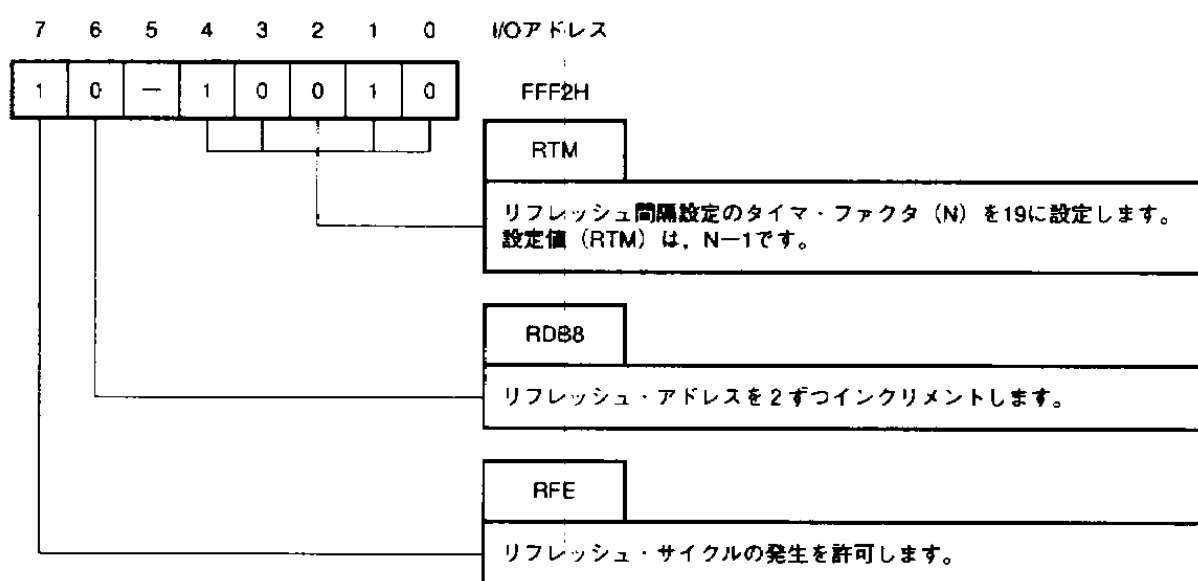 7 6 5 4 3 2 1 0 I/Oアドレス
1 0 — 1 0 0 1 0 FFF2H
RTM
リフレッシュ間隔設定のタイマ・ファクタ（N）を19に設定します。
設定値（RTM）は，N—1です。
RDB8
リフレッシュ・アドレスを2ずつインクリメントします。
RFE
リフレッシュ・サイクルの発生を許可します。